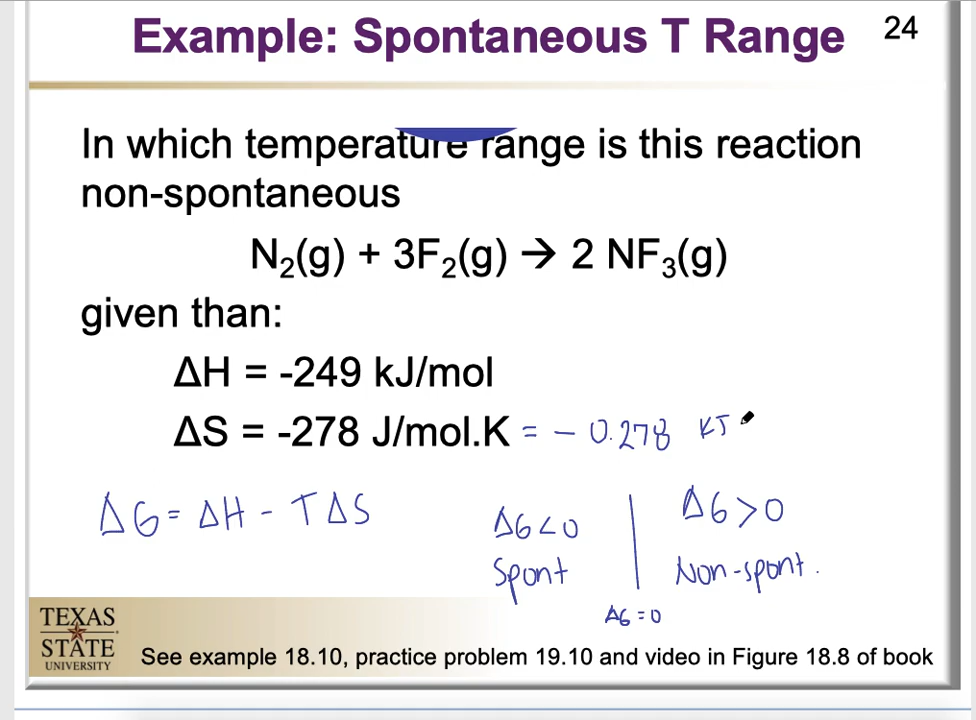 Example: Spontaneous T Range 24
In which temperature range is this reaction
non-spontaneous
N₂(g) + 3F₂(g) → 2 NF₃(g)
given than:
ΔH = -249 kJ/mol
ΔS = -278 J/mol.K = - 0.278 KJ
ΔG = ΔH - TΔS
ΔG<0
Spont
ΔG>0
Non-spont.
ΔG=0
TEXAS
STATE
UNIVERSITY
See example 18.10, practice problem 19.10 and video in Figure 18.8 of book